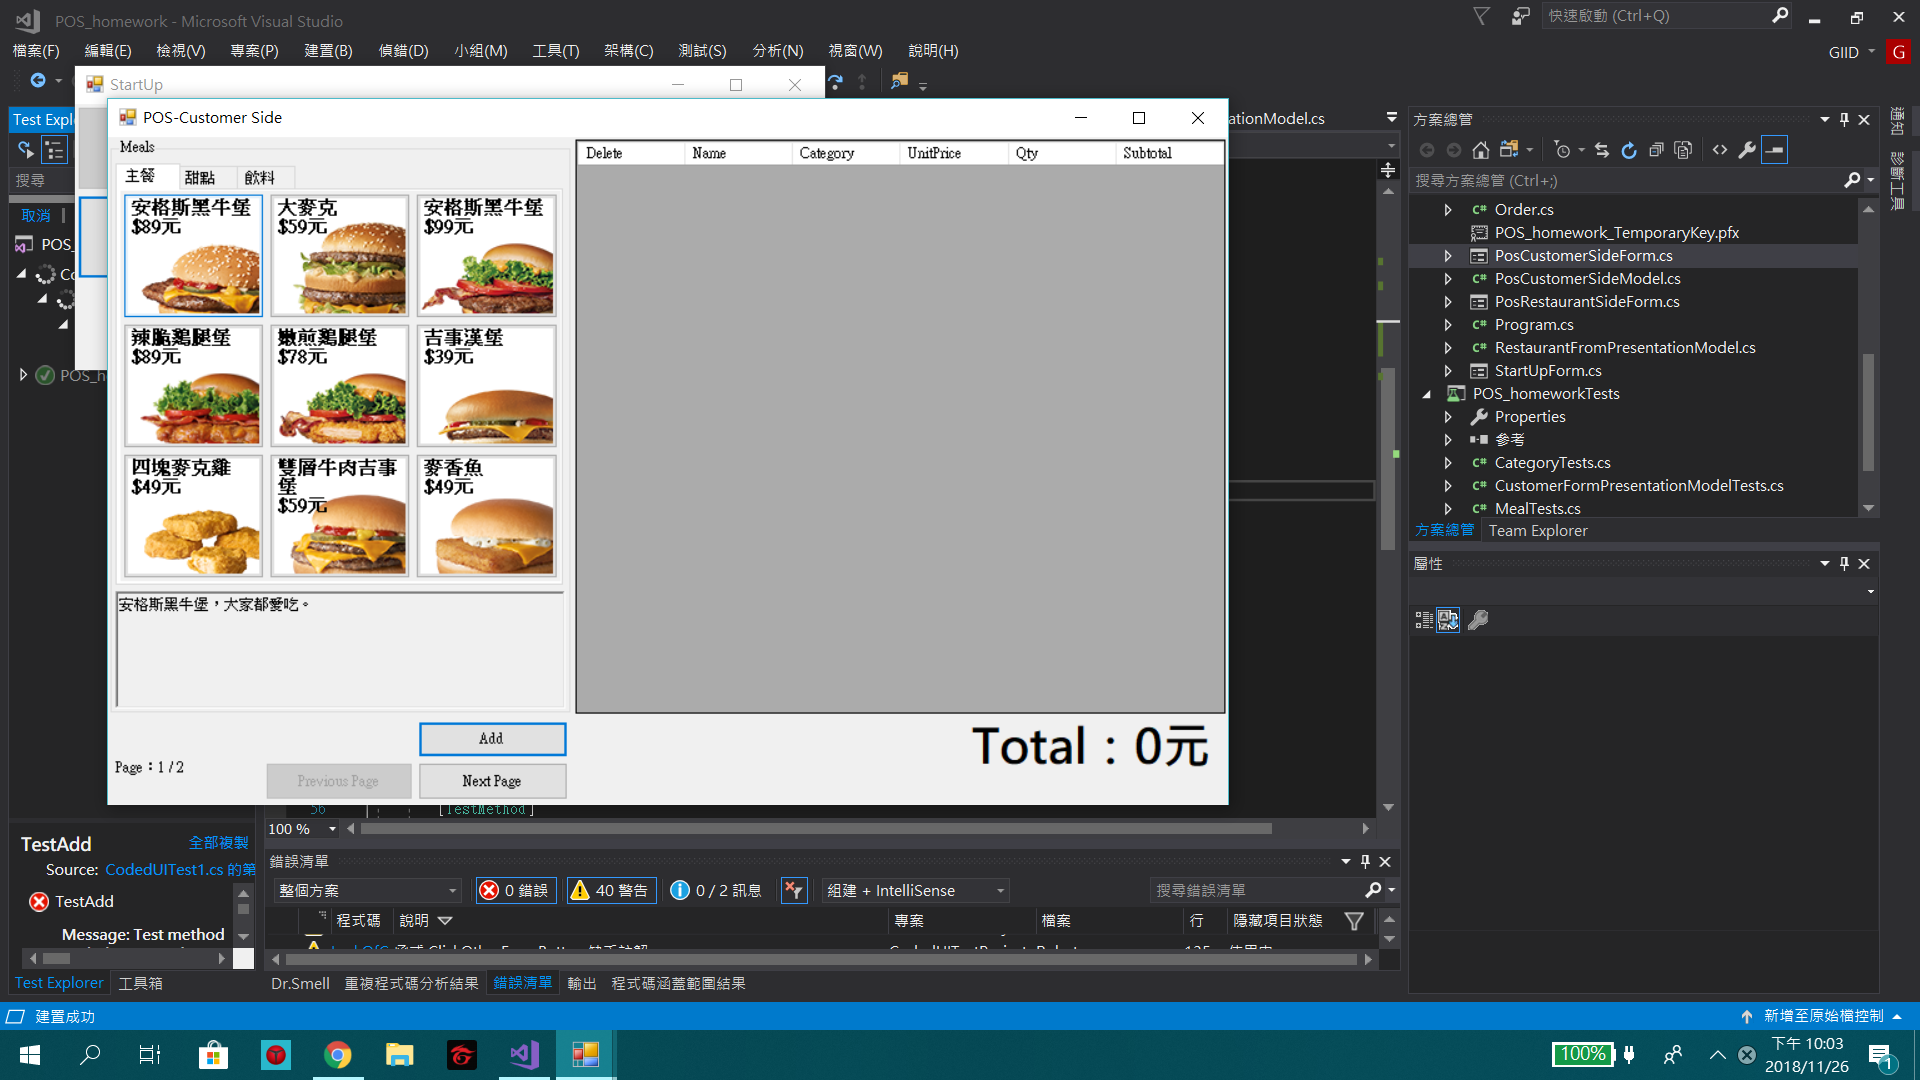 POS_homework - Microsoft Visual Studio
快速啟動 (Ctrl+Q)
檔案(F) 編輯(E) 檢視(V) 專案(P) 建置(B) 偵錯(D) 小組(M) 工具(T) 架構(C) 測試(S) 分析(N) 視窗(W) 說明(H)
GIID G
StartUp
POS-Customer Side
Meals
主餐 甜點 飲料
安格斯黑牛堡
$89元
大麥克
$59元
安格斯黑牛堡
$99元
辣脆鷄腿堡
$89元
嫩煎鷄腿堡
$78元
吉事漢堡
$39元
四塊麥克雞
$49元
雙層牛肉吉事
堡
$59元
麥香魚
$49元
安格斯黑牛堡，大家都愛吃。
Add
Page：1 / 2
Previous Page
Next Page
Delete Name Category UnitPrice Qty Subtotal
Total：0元
Test Expl
搜尋
取消
POS_
Co
POS_h
ationModel.cs
方案總管
搜尋方案總管 (Ctrl+;)
Order.cs
POS_homework_TemporaryKey.pfx
PosCustomerSideForm.cs
PosCustomerSideModel.cs
PosRestaurantSideForm.cs
Program.cs
RestaurantFromPresentationModel.cs
StartUpForm.cs
POS_homeworkTests
Properties
參考
CategoryTests.cs
CustomerFormPresentationModelTests.cs
MealTests.cs
方案總管 Team Explorer
屬性
通知
診斷工具
56 [TestMethod]
100 %
TestAdd 全部複製
Source: CodedUITest1.cs 的第
TestAdd
Message: Test method
Test Explorer 工具箱
錯誤清單
整個方案 0 錯誤 40 警告 0 / 2 訊息 組建 + IntelliSense 搜尋錯誤清單
程式碼 說明 專案 檔案 行 隱藏項目狀態
Dr.Smell 重複程式碼分析結果 錯誤清單 輸出 程式碼涵蓋範圍結果
建置成功
新增至原始檔控制
100%
下午 10:03
2018/11/26
1